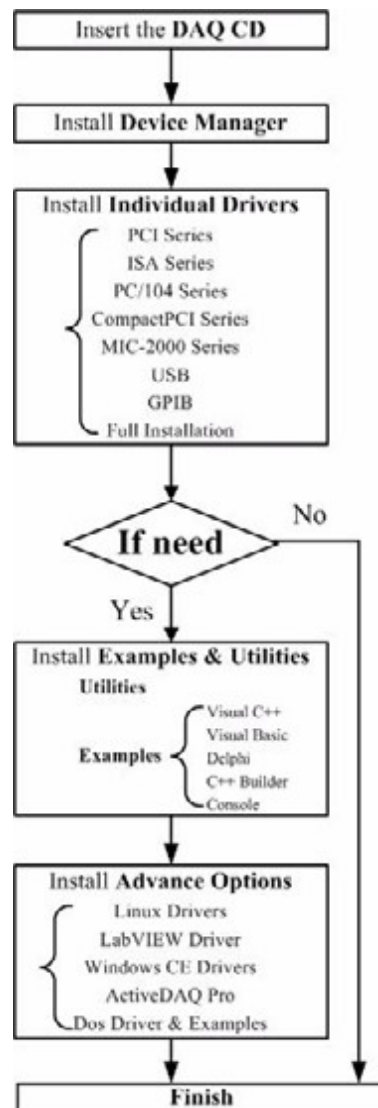 Insert the DAQ CD
Install Device Manager
Install Individual Drivers
PCI Series
ISA Series
PC/104 Series
CompactPCI Series
MIC-2000 Series
USB
GPIB
Full Installation
If need
No
Yes
Install Examples & Utilities
Utilities
Examples
Visual C++
Visual Basic
Delphi
C++ Builder
Console
Install Advance Options
Linux Drivers
LabVIEW Driver
Windows CE Drivers
ActiveDAQ Pro
Dos Driver & Examples
Finish